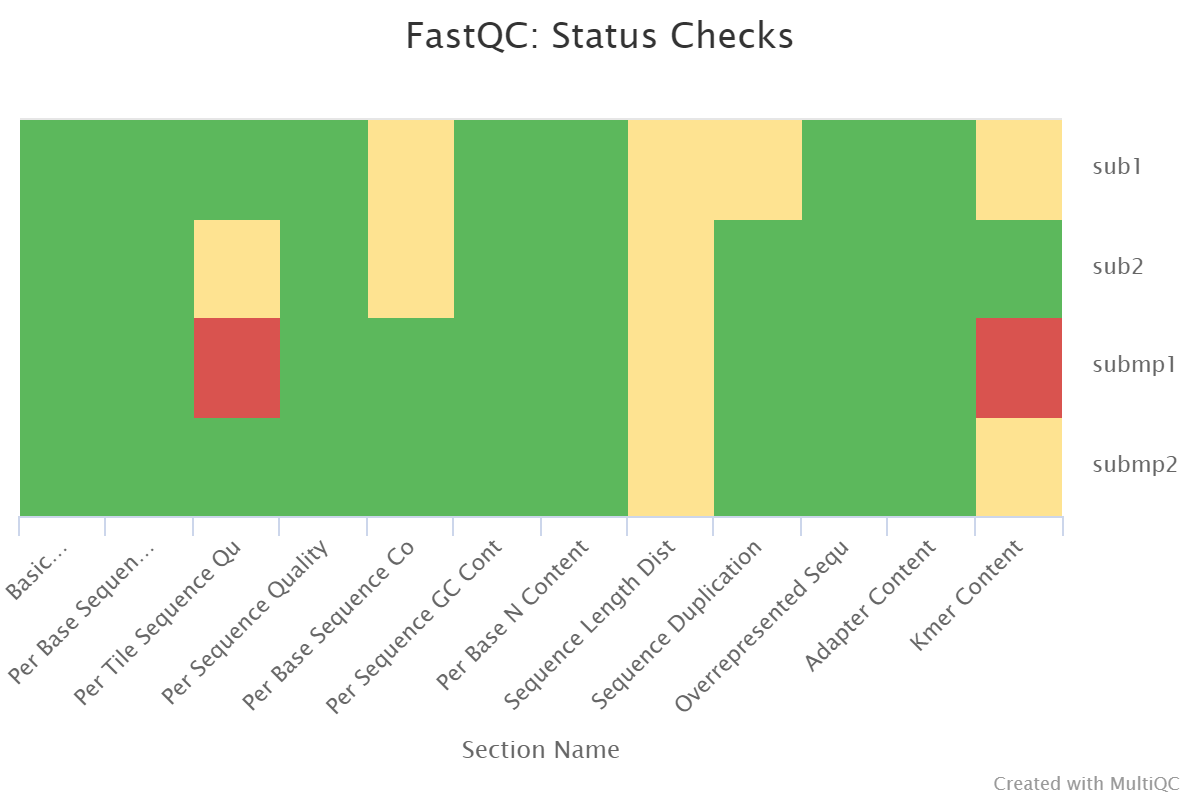 FastQC: Status Checks
sub1
sub2
submp1
submp2
Basic...
Per Base Sequen...
Per Tile Sequence Qu
Per Sequence Quality
Per Base Sequence Co
Per Sequence GC Cont
Per Base N Content
Sequence Length Dist
Sequence Duplication
Overrepresented Sequ
Adapter Content
Kmer Content
Section Name
Created with MultiQC